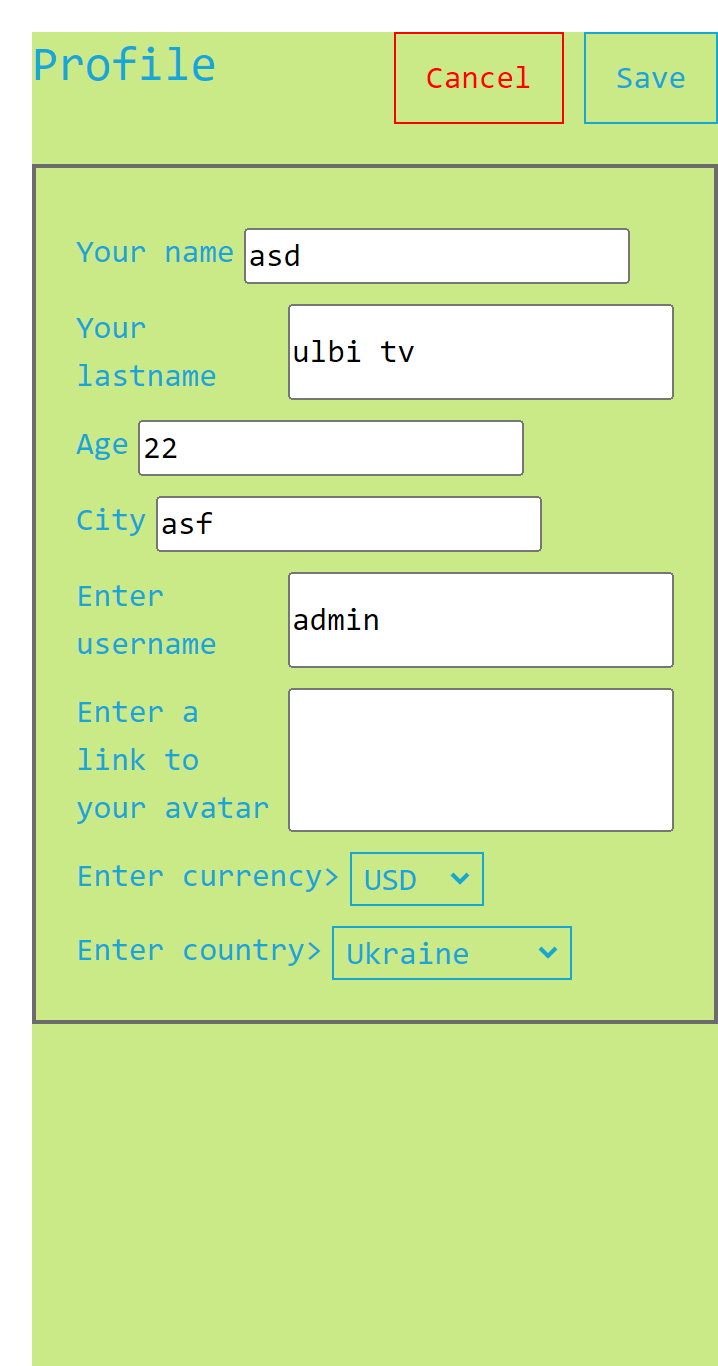 Profile
Cancel
Save
Your name asd
Your
lastname
ulbi tv
Age 22
City asf
Enter
username
admin
Enter a
link to
your avatar
Enter currency> USD
Enter country> Ukraine